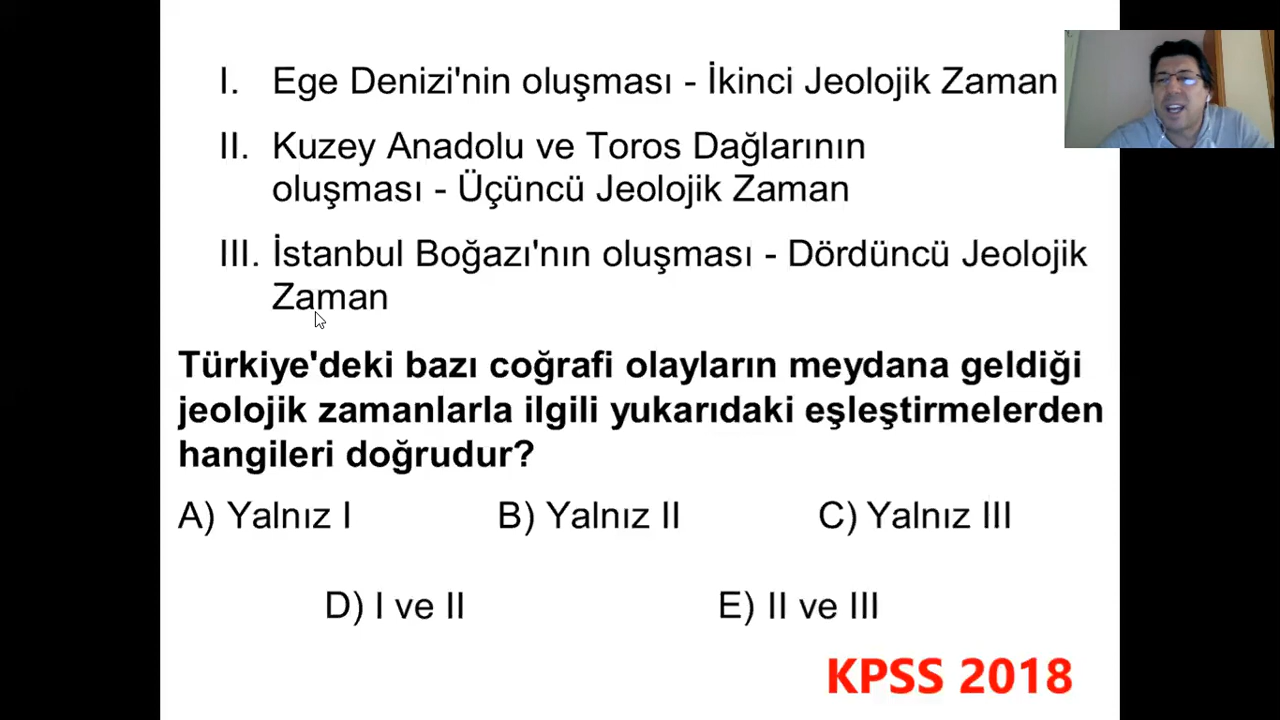 I. Ege Denizi'nin oluşması - İkinci Jeolojik Zaman
II. Kuzey Anadolu ve Toros Dağlarının
oluşması - Üçüncü Jeolojik Zaman
III. İstanbul Boğazı'nın oluşması - Dördüncü Jeolojik
Zaman
Türkiye'deki bazı coğrafi olayların meydana geldiği
jeolojik zamanlarla ilgili yukarıdaki eşleştirmelerden
hangileri doğrudur?
A) Yalnız I B) Yalnız II C) Yalnız III
D) I ve II E) II ve III
KPSS 2018